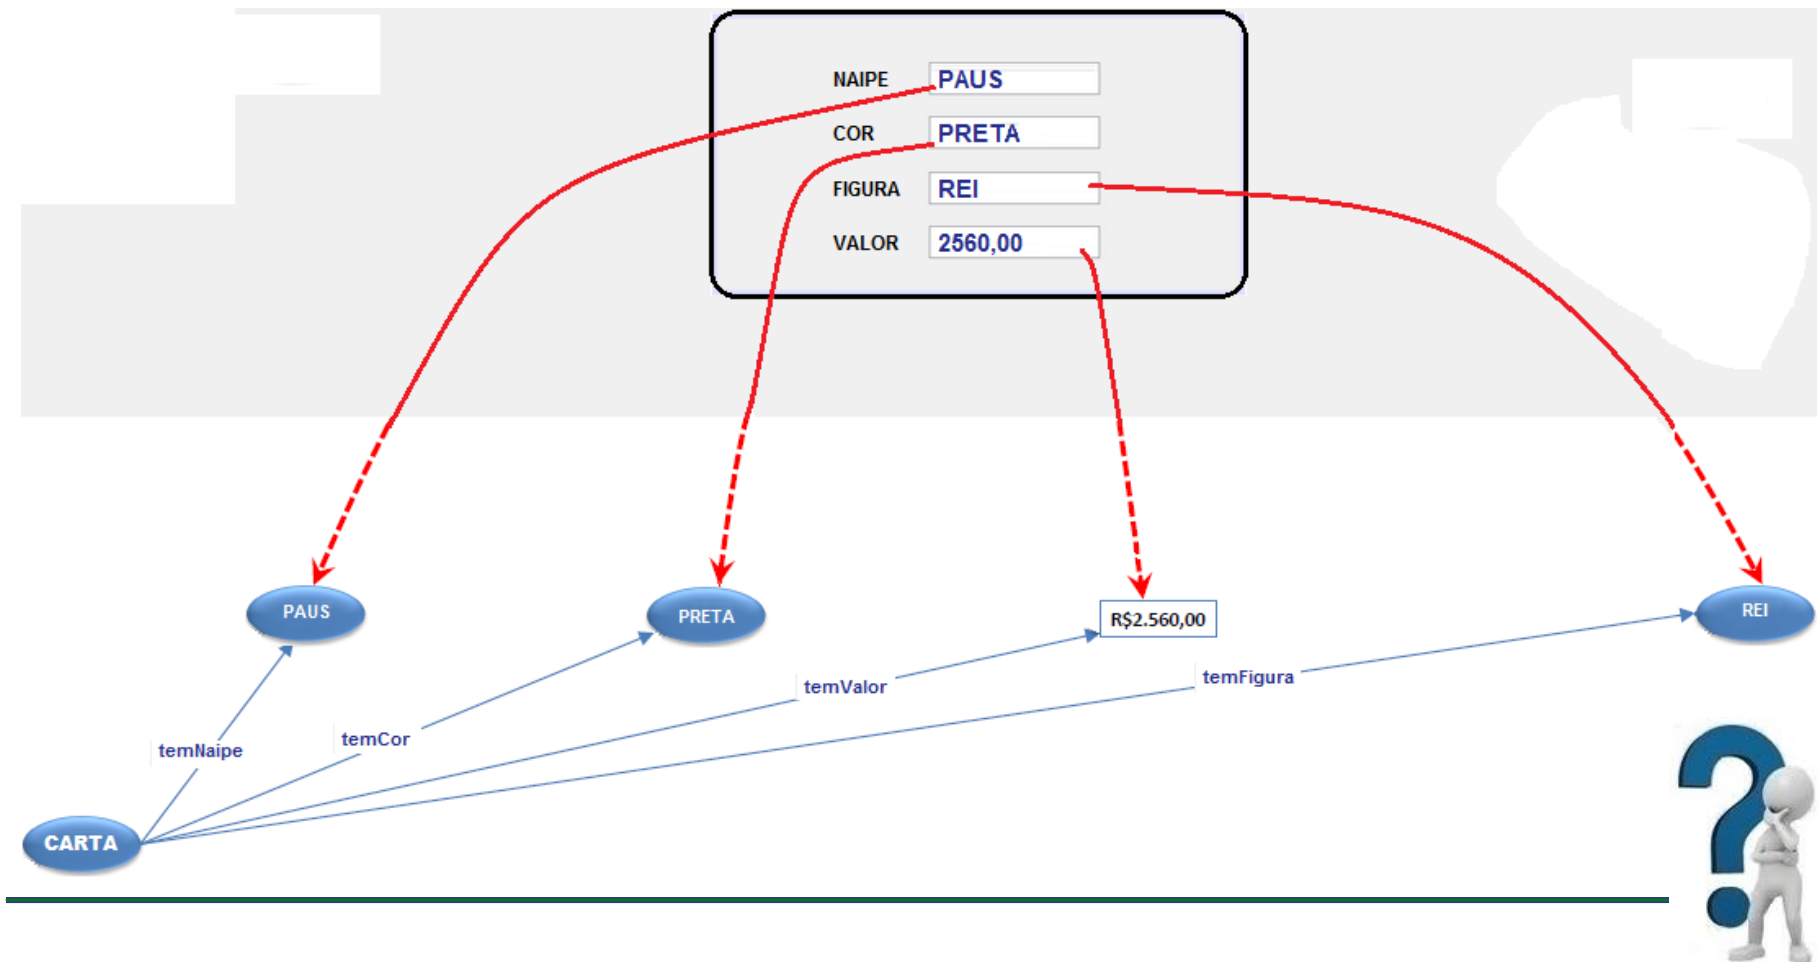 NAIPE PAUS
COR PRETA
FIGURA REI
VALOR 2560,00
PAUS
PRETA
R$2.560,00
REI
temValor
temFigura
temNaipe
temCor
CARTA